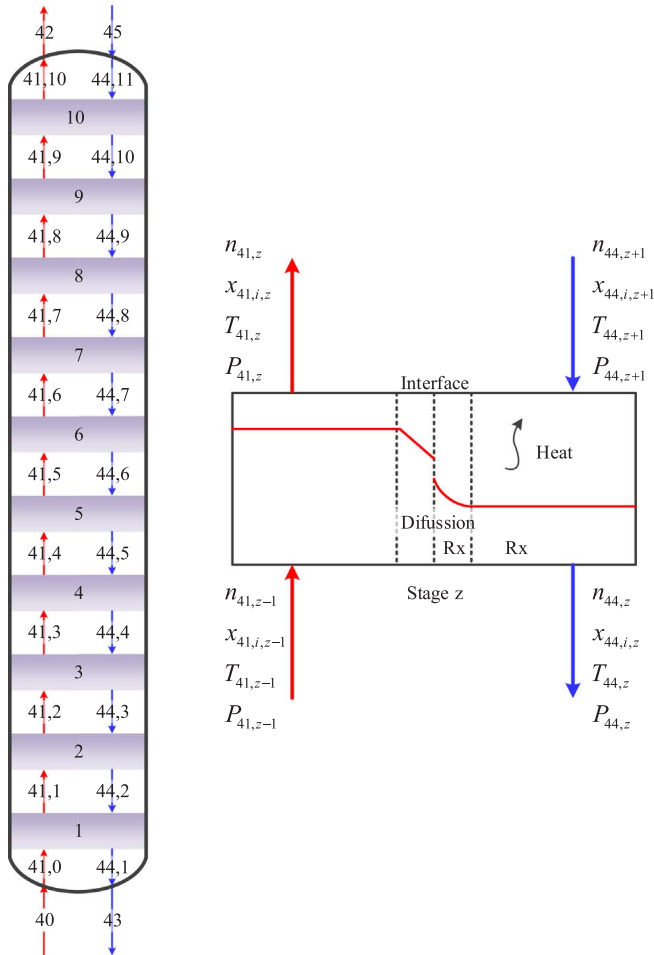 42 45
41,10 44,11
10
41,9 44,10
9
41,8 44,9
8
41,7 44,8
7
41,6 44,7
6
41,5 44,6
5
41,4 44,5
4
41,3 44,4
3
41,2 44,3
2
41,1 44,2
1
41,0 44,1
40 43
n41,z
x41,i,z
T41,z
P41,z
n44,z+1
x44,i,z+1
T44,z+1
P44,z+1
Interface
Heat
Difussion
Rx Rx
Stage z
n41,z−1
x41,i,z−1
T41,z−1
P41,z−1
n44,z
x44,i,z
T44,z
P44,z